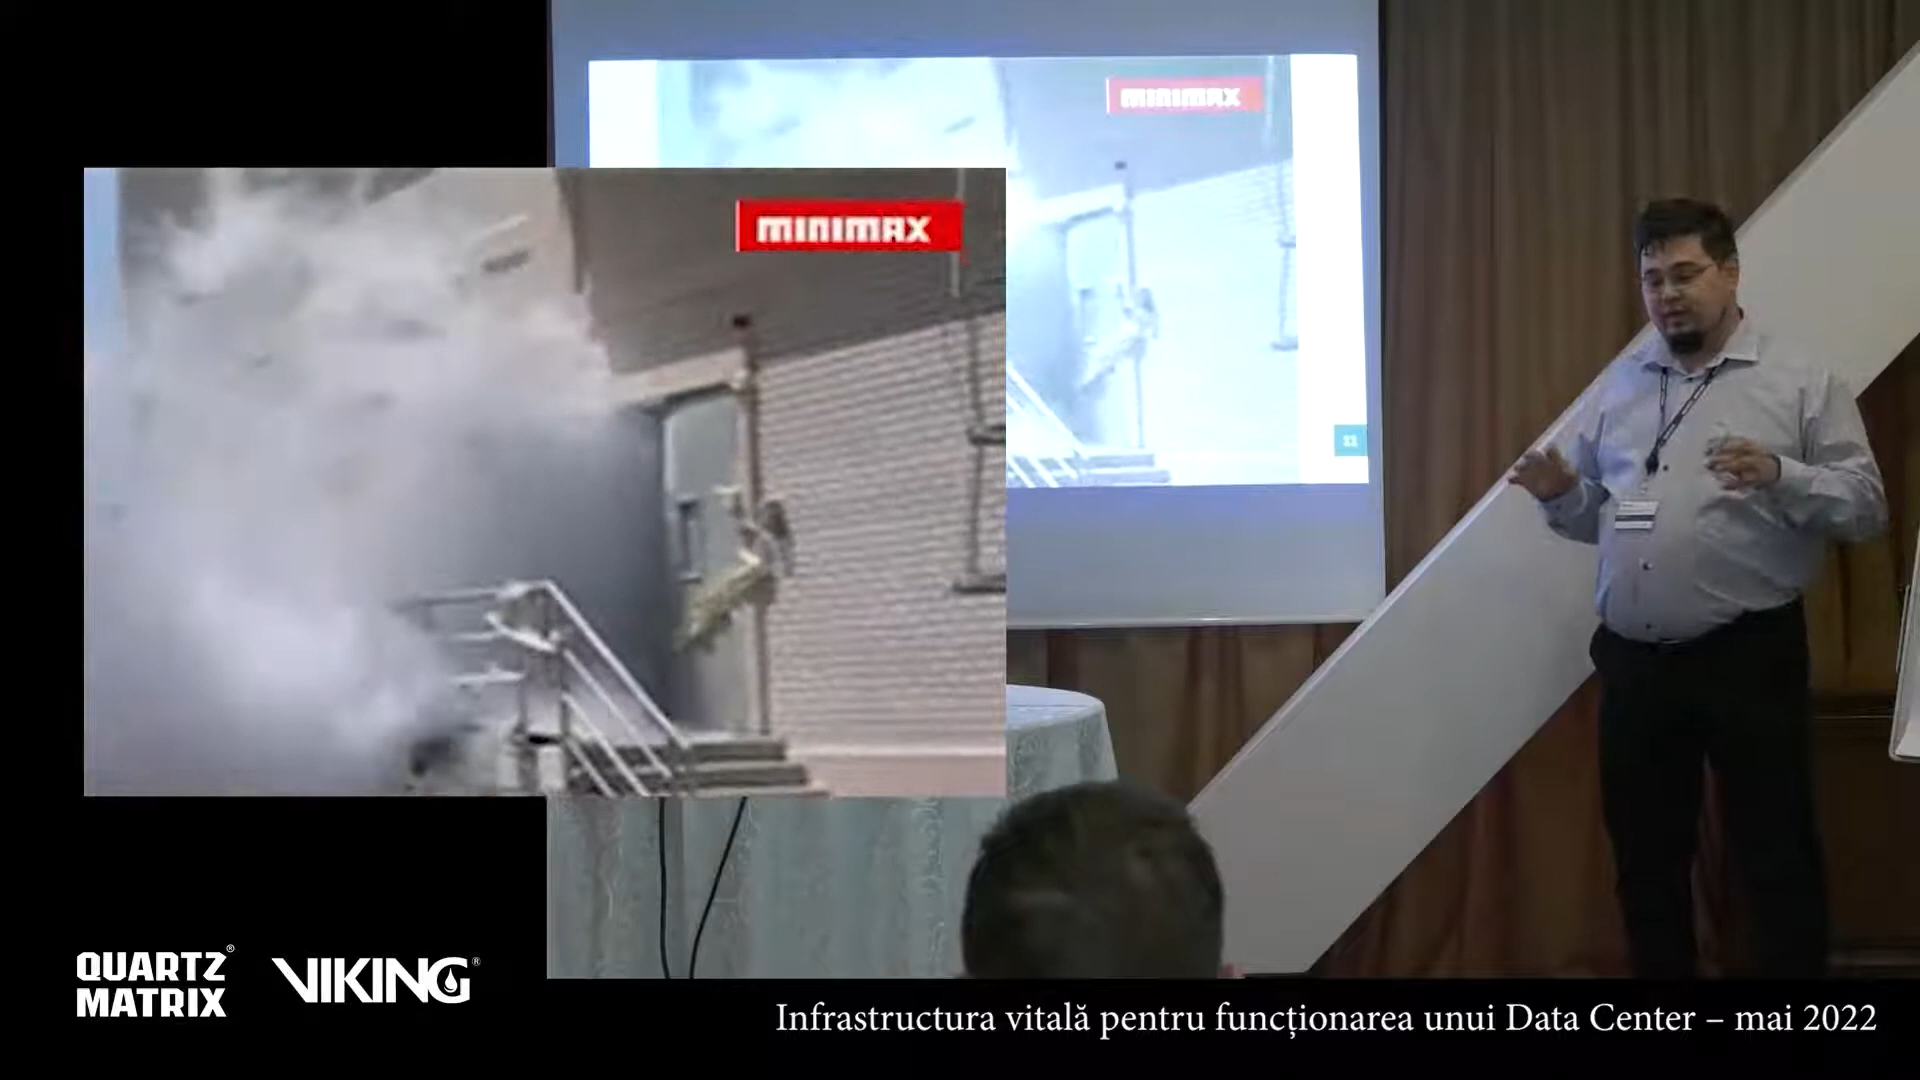 MINIMAX
MINIMAX
11
QUARTZ®
MATRIX
VIKING®
Infrastructura vitală pentru funcționarea unui Data Center – mai 2022